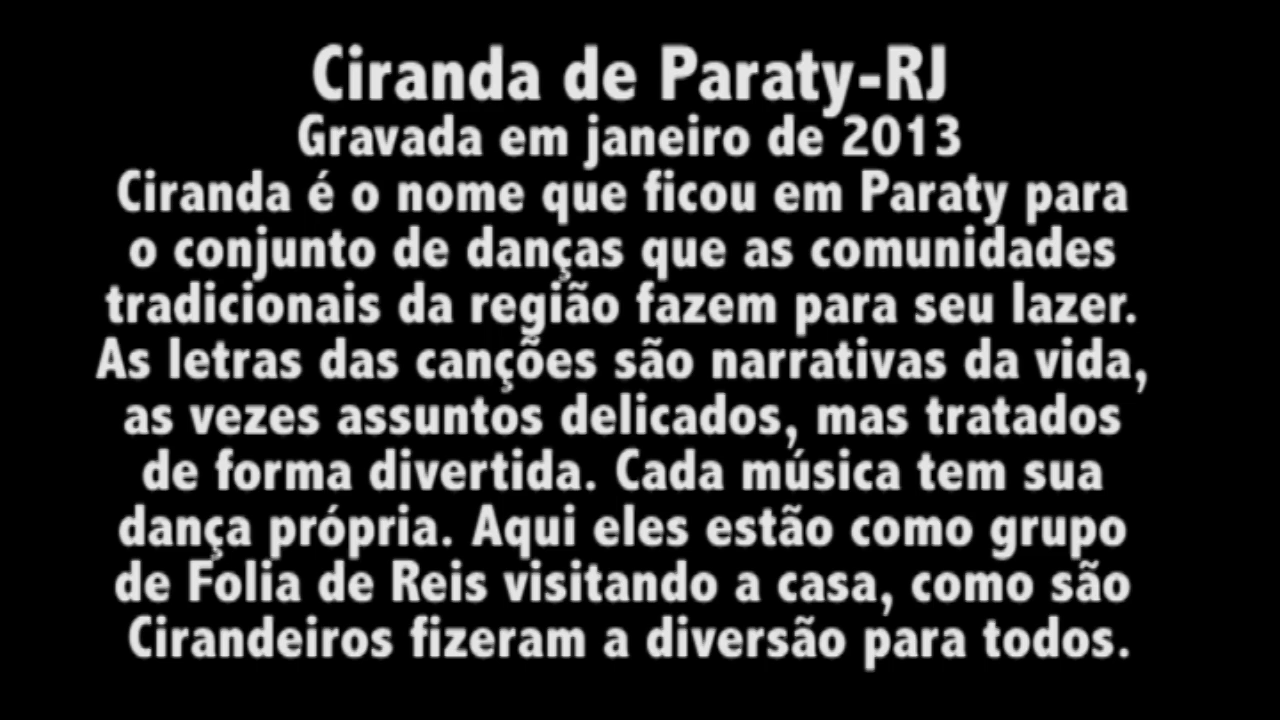 Ciranda de Paraty-RJ
Gravada em janeiro de 2013
Ciranda é o nome que ficou em Paraty para
o conjunto de danças que as comunidades
tradicionais da região fazem para seu lazer.
As letras das canções são narrativas da vida,
as vezes assuntos delicados, mas tratados
de forma divertida. Cada música tem sua
dança própria. Aqui eles estão como grupo
de Folia de Reis visitando a casa, como são
Cirandeiros fizeram a diversão para todos.